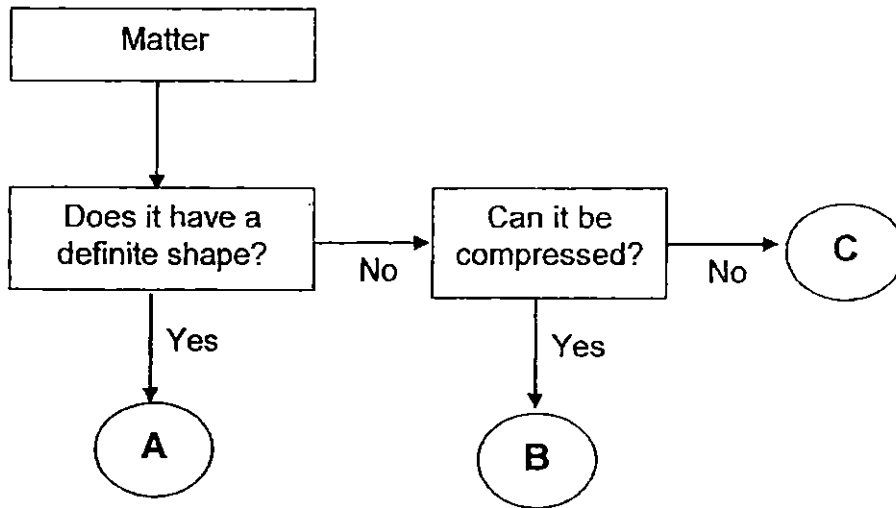 Matter
Does it have a
definite shape?
No
Can it be
compressed?
No
C
Yes
Yes
A
B